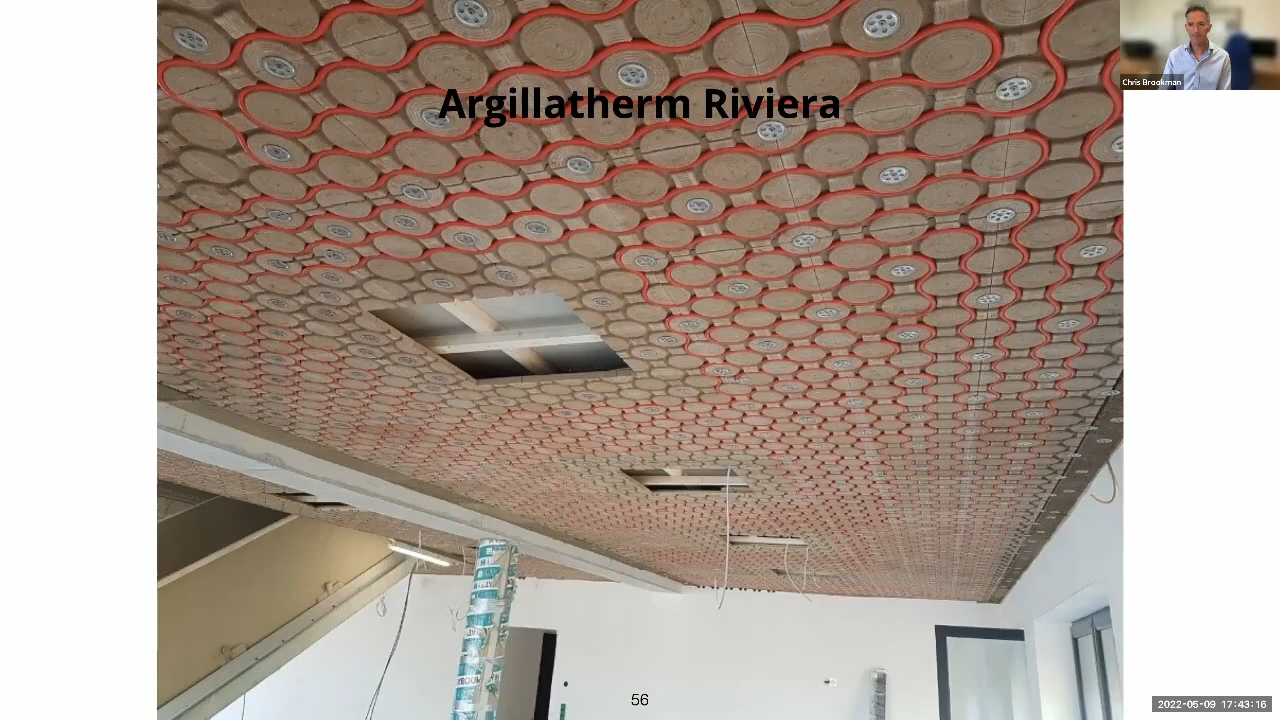 Argillatherm Riviera
Chris Brookman
56
2022-05-09 17:43:16